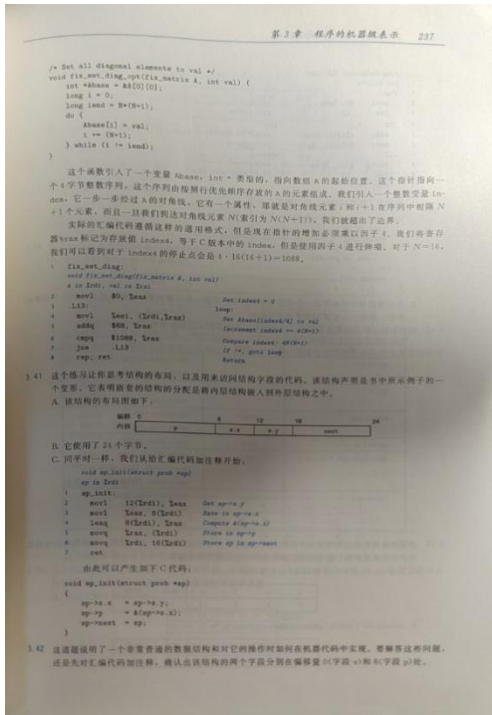 第 3 章 程序的机器级表示 237
/* Set all diagonal elements to val */
void fix_set_diag_opt(fix_matrix A, int val) {
int *Abase = &A[0][0];
long i = 0;
long iend = N*(N+1);
do {
Abase[i] = val;
i += (N+1);
} while (i != iend);
}
这个函数引入了一个变量 Abase，int * 类型的，指向数组 A 的起始位置。这个指针指向一
个 4 字节整数序列，这个序列由按照行优先顺序存放的 A 的元素组成。我们引入一个整数变量 in-
dex，它一步一步经过 A 的对角线，它有一个属性，那就是对角线元素 i 和 i+1 在序列中相隔 N
+1 个元素，而且一旦我们到达对角线元素 N(索引为 N(N+1))，我们就超出了边界。
实际的汇编代码遵循这样的通用格式，但是现在指针的增加必须乘以因子 4。我们将寄存
器 %rax 标记为存放值 index4，等于 C 版本中的 index，但是使用因子 4 进行伸缩。对于 N=16，
我们可以看到对于 index4 的停止点会是 4·16(16+1)=1088。
1 fix_set_diag:
void fix_set_diag(fix_matrix A, int val)
A in %rdi, val in %rsi
2 movl $0, %eax Set index4 = 0
3 .L13: loop:
4 movl %esi, (%rdi,%rax) Set Abase[index4/4] to val
5 addq $68, %rax Increment index4 += 4(N+1)
6 cmpq $1088, %rax Compare index4: 4N(N+1)
7 jne .L13 If !=, goto loop
8 rep; ret Return
3.41 这个练习让你思考结构的布局，以及用来访问结构字段的代码。该结构声明是书中所示例子的一
个变形。它表明嵌套的结构的分配是将内层结构嵌入到外层结构之中。
A. 该结构的布局图如下：
偏移 0 8 12 16 24
内容 p s.x s.y next
B. 它使用了 24 个字节。
C. 同平时一样，我们从给汇编代码加注释开始。
void sp_init(struct prob *sp)
sp in %rdi
1 sp_init:
2 movl 12(%rdi), %eax Get sp->s.y
3 movl %eax, 8(%rdi) Save in sp->s.x
4 leaq 8(%rdi), %rax Compute &(sp->s.x)
5 movq %rax, (%rdi) Store in sp->p
6 movq %rdi, 16(%rdi) Store sp in sp->next
7 ret
由此可以产生如下 C 代码：
void sp_init(struct prob *sp)
{
sp->s.x = sp->s.y;
sp->p = &(sp->s.x);
sp->next = sp;
}
3.42 这道题说明了一个非常普通的数据结构和对它的操作时如何在机器代码中实现。要解答这些问题，
还是先对汇编代码加注释，确认出该结构的两个字段分别在偏移量 0(字段 v)和 8(字段 p)处。